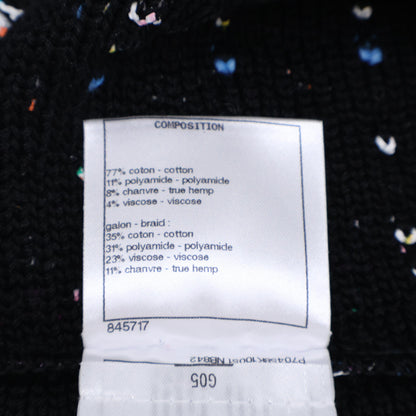 COMPOSITION
77% coton - cotton
11% polyamide - polyamide
8% chanvre - true hemp
4% viscose - viscose
galon - braid :
35% coton - cotton
31% polyamide - polyamide
23% viscose - viscose
11% chanvre - true hemp
845717
G05